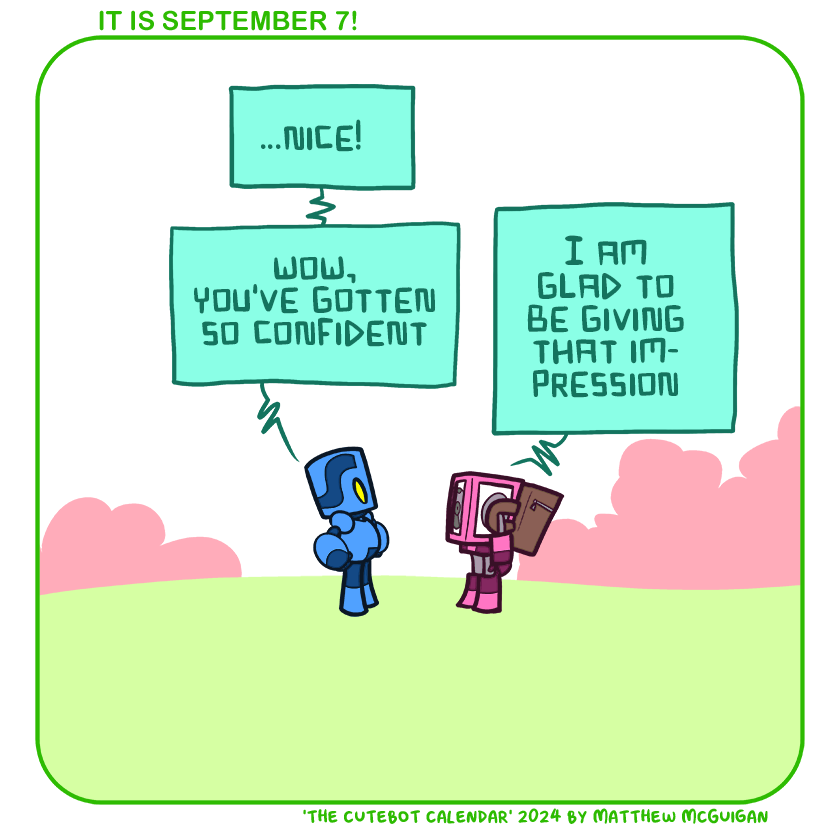 IT IS SEPTEMBER 7!
...NICE!
WOW,
YOU'VE GOTTEN
SO CONFIDENT
I AM
GLAD TO
BE GIVING
THAT IM-
PRESSION
'THE CUTEBOT CALENDAR' 2024 BY MATTHEW MCGUIGAN